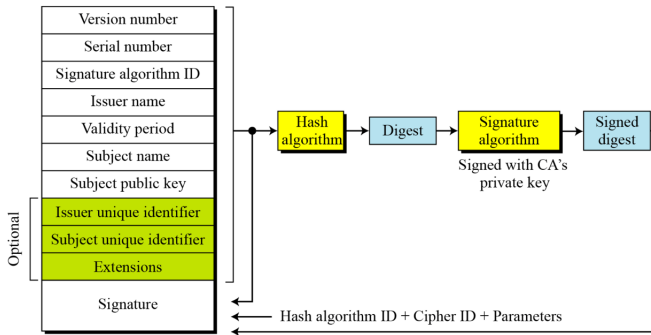 Version number
Serial number
Signature algorithm ID
Issuer name
Validity period
Subject name
Subject public key
Optional
Issuer unique identifier
Subject unique identifier
Extensions
Signature
Hash
algorithm
Digest
Signature
algorithm
Signed with CA's
private key
Signed
digest
Hash algorithm ID + Cipher ID + Parameters